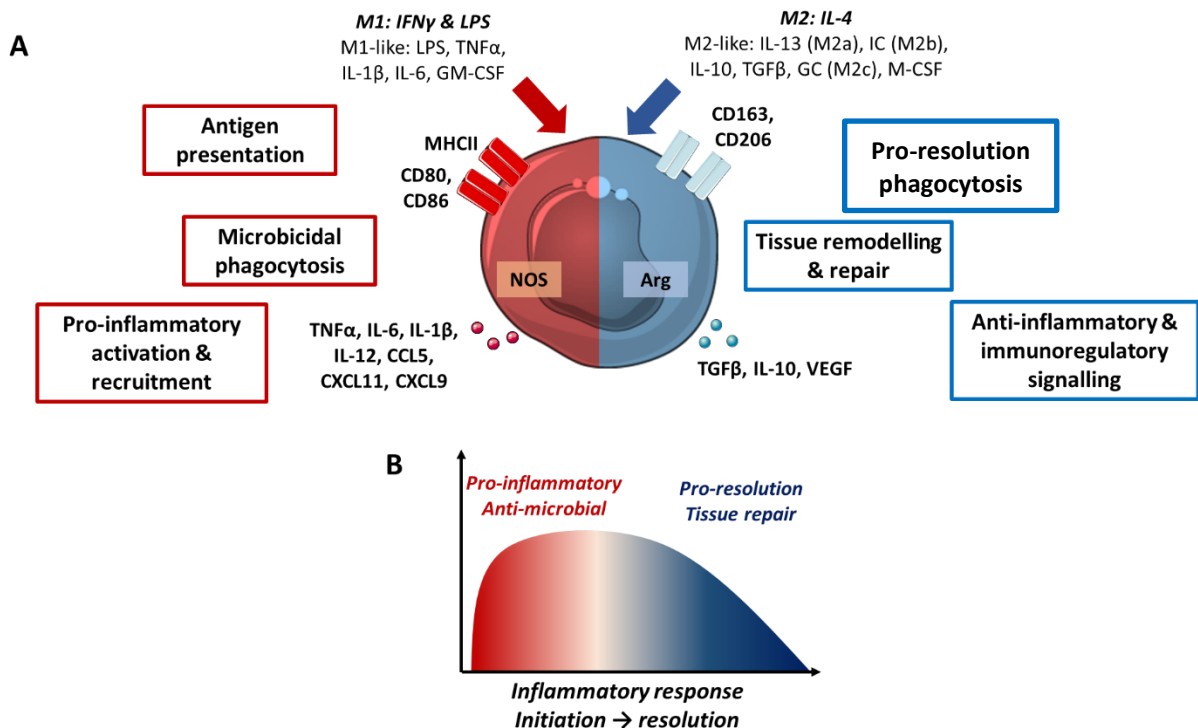 A
M1: IFNγ & LPS
M1-like: LPS, TNFα,
IL-1β, IL-6, GM-CSF
M2: IL-4
M2-like: IL-13 (M2a), IC (M2b),
IL-10, TGFβ, GC (M2c), M-CSF
Antigen
presentation
MHCII
CD80,
CD86
CD163,
CD206
Pro-resolution
phagocytosis
Microbicidal
phagocytosis
NOS
Arg
Tissue remodelling
& repair
Pro-inflammatory
activation &
recruitment
TNFα, IL-6, IL-1β,
IL-12, CCL5,
CXCL11, CXCL9
TGFβ, IL-10, VEGF
Anti-inflammatory &
immunoregulatory
signalling
B
Pro-inflammatory
Anti-microbial
Pro-resolution
Tissue repair
Inflammatory response
Initiation → resolution